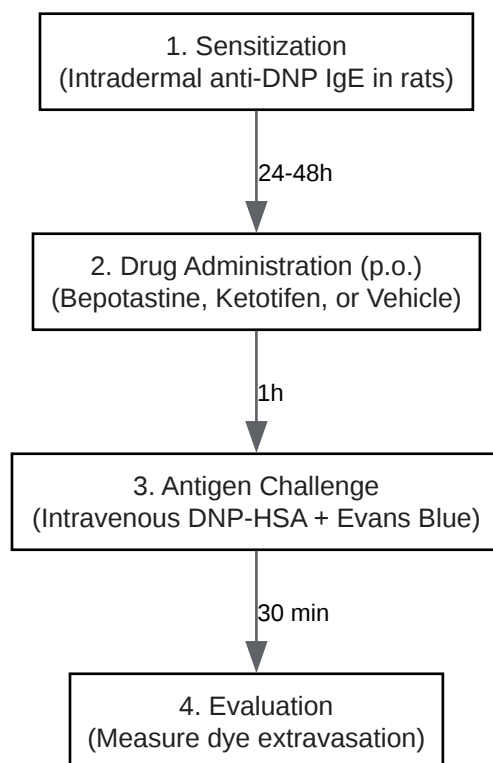 1. Sensitization
(Intradermal anti-DNP IgE in rats)
24-48h
2. Drug Administration (p.o.)
(Bepotastine, Ketotifen, or Vehicle)
1h
3. Antigen Challenge
(Intravenous DNP-HSA + Evans Blue)
30 min
4. Evaluation
(Measure dye extravasation)